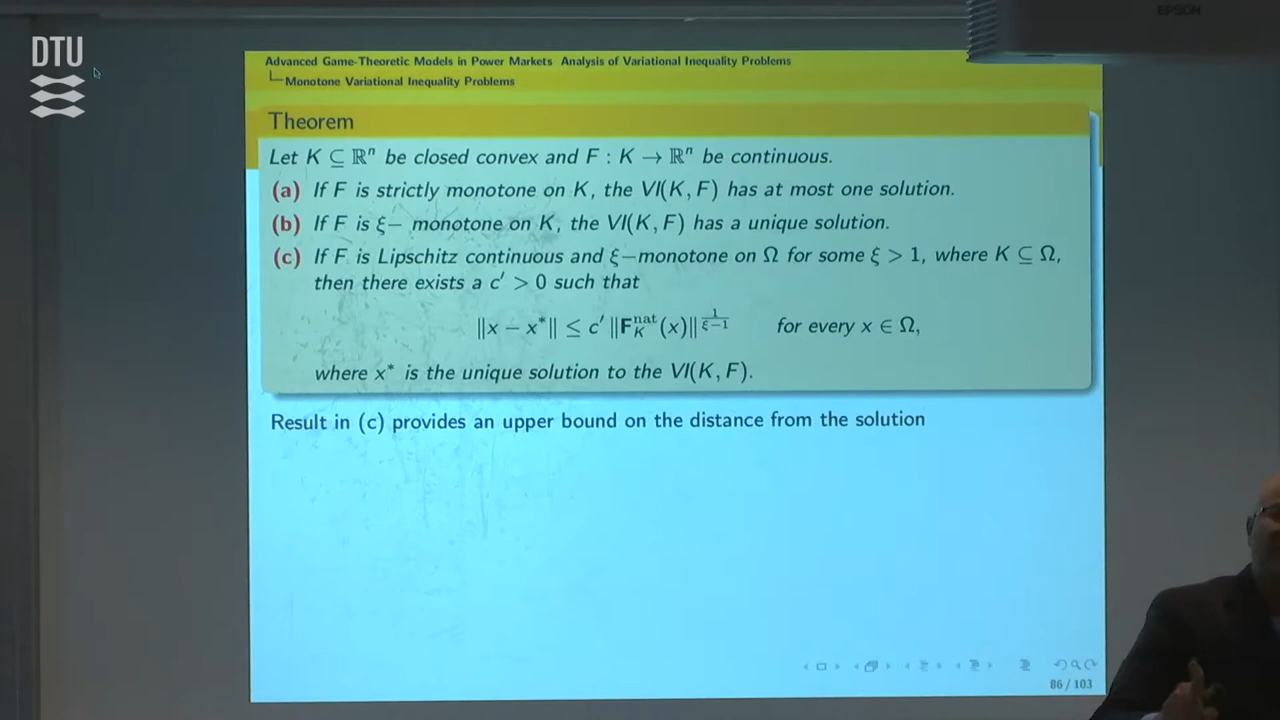 EPSON
DTU
Advanced Game-Theoretic Models in Power Markets Analysis of Variational Inequality Problems
Monotone Variational Inequality Problems
Theorem
Let K ⊆ ℝⁿ be closed convex and F : K → ℝⁿ be continuous.
(a) If F is strictly monotone on K, the VI(K, F) has at most one solution.
(b) If F is ξ− monotone on K, the VI(K, F) has a unique solution.
(c) If F is Lipschitz continuous and ξ−monotone on Ω for some ξ > 1, where K ⊆ Ω,
then there exists a c′ > 0 such that
‖x − x*‖ ≤ c′ ‖F_K^nat(x)‖^{1/(ξ−1)} for every x ∈ Ω,
where x* is the unique solution to the VI(K, F).
Result in (c) provides an upper bound on the distance from the solution
86 / 103